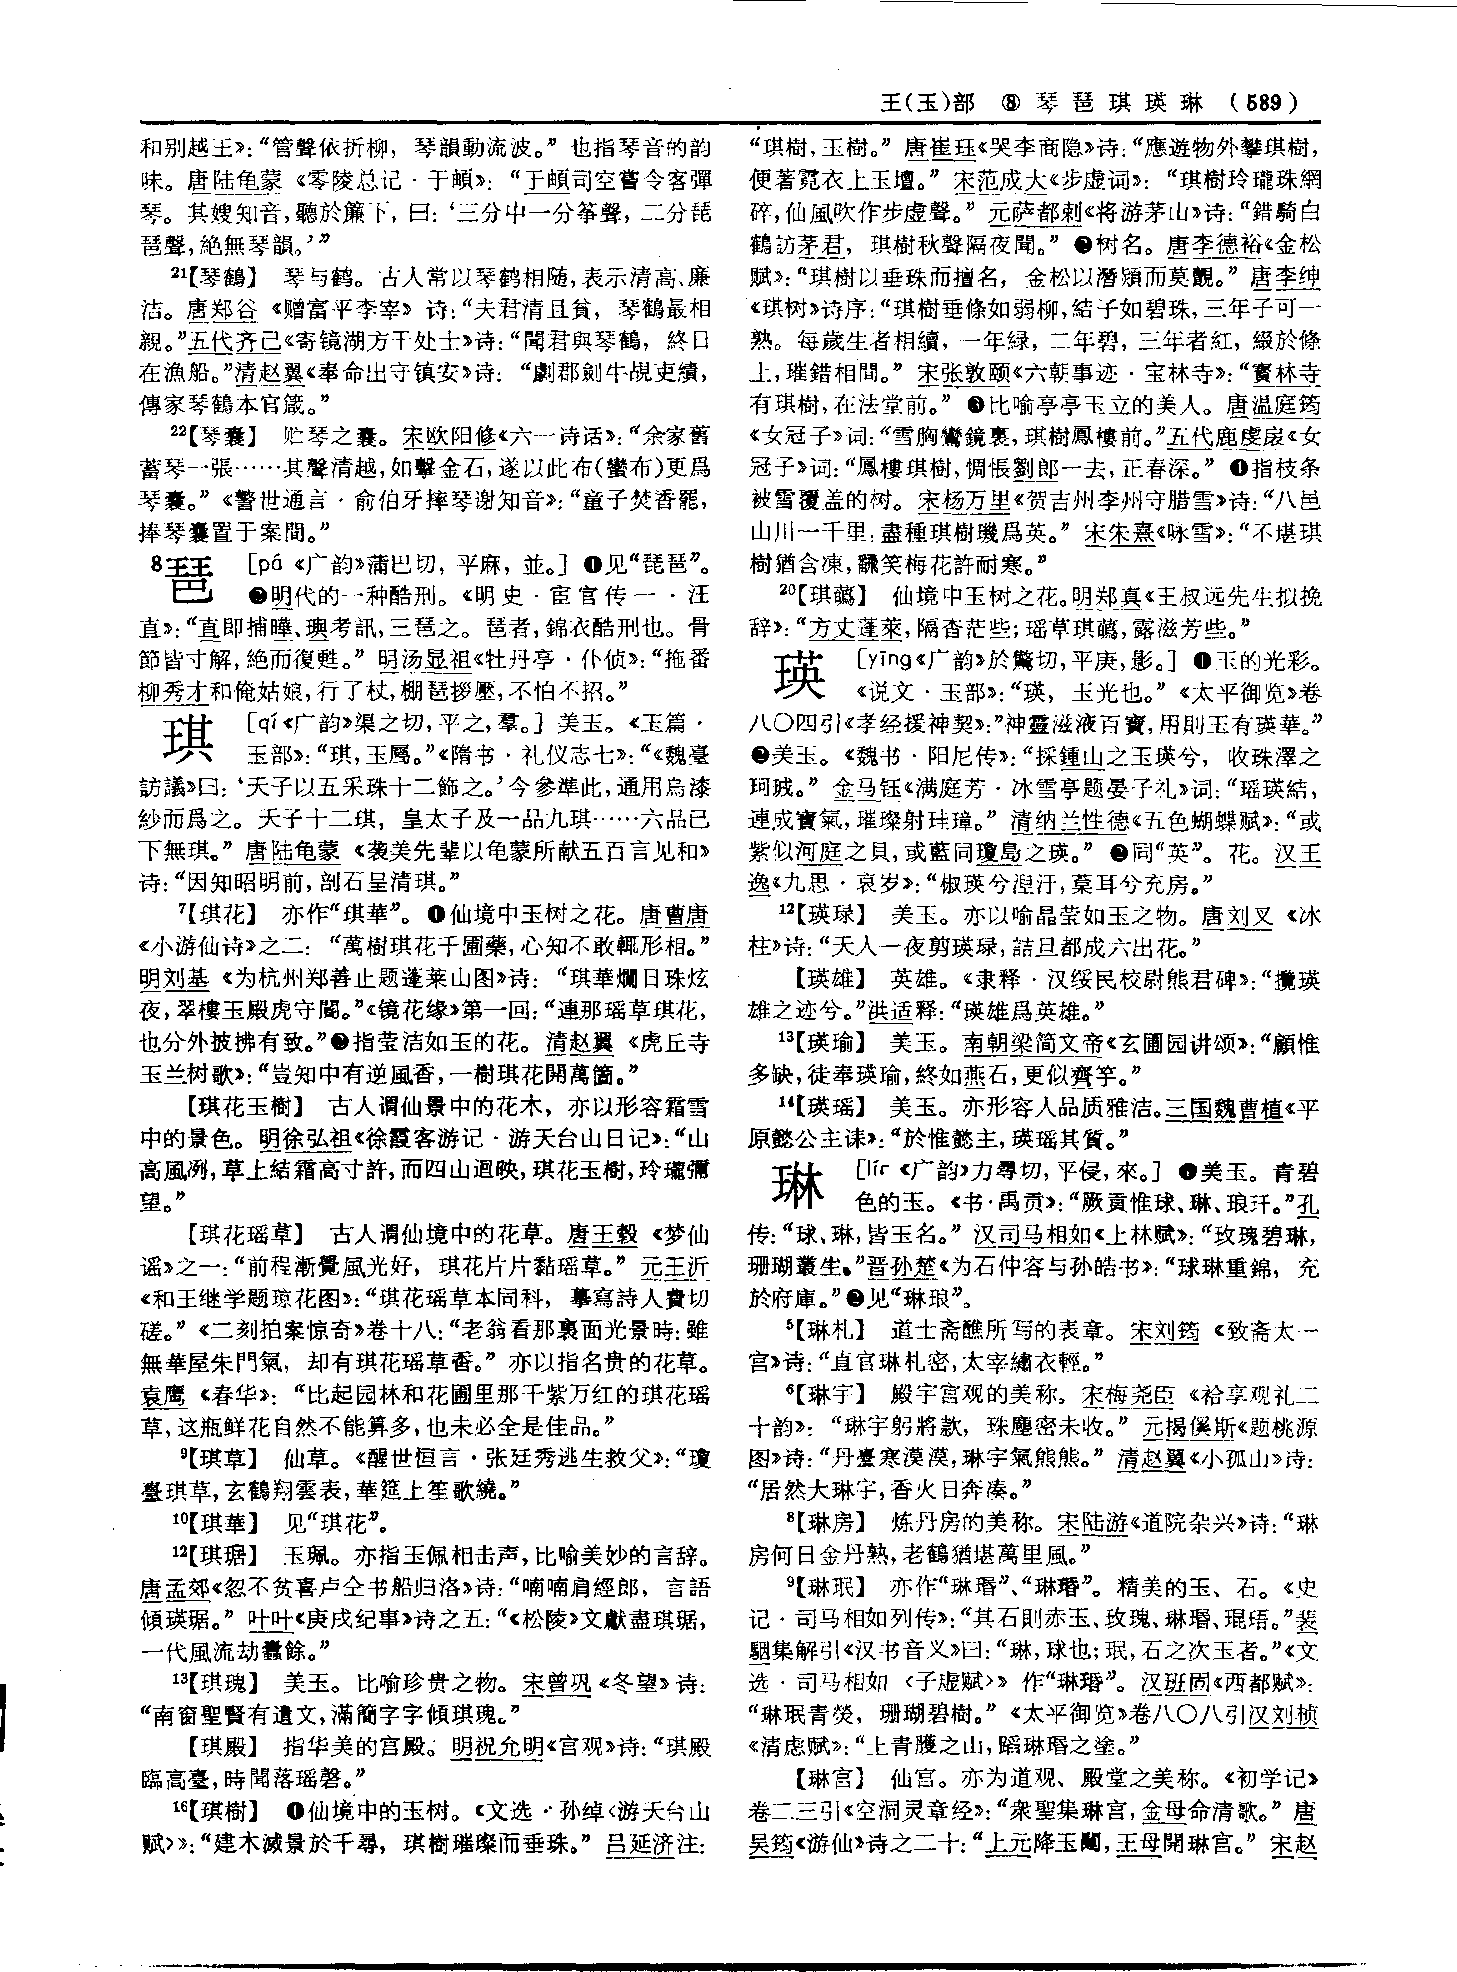 王(玉)部 ⑧ 琴琶琪瑛琳 (589)
和别越王》:“管聲依折柳，琴韻動流波。”也指琴音的韵
味。唐陆龟蒙《零陵总记·于頔》:“于頔司空嘗令客彈
琴。其嫂知音,聽於簾下,曰:‘三分中一分筝聲,二分琵
琶聲,絶無琴韻。’”
21【琴鶴】 琴与鹤。古人常以琴鹤相随,表示清高、廉
洁。唐郑谷《赠富平李宰》诗:“夫君清且貧，琴鶴最相
親。”五代齐己《寄镜湖方干处士》诗:“聞君與琴鶴，終日
在漁船。”清赵翼《奉命出守镇安》诗:“劇郡劍牛覘吏績，
傳家琴鶴本官箴。”
22【琴囊】 贮琴之囊。宋欧阳修《六一诗话》:“余家舊
蓄琴一張……其聲清越,如擊金石,遂以此布(蠻布)更爲
琴囊。”《警世通言·俞伯牙摔琴谢知音》:“童子焚香罷，
捧琴囊置于案間。”
8琶 [pá《广韵》蒲巴切，平麻，並。]❶见“琵琶”。
❷明代的一种酷刑。《明史·宦官传一·汪
直》:“直即捕曄、璵考訊,三琶之。琶者,錦衣酷刑也。骨
節皆寸解,絶而復甦。”明汤显祖《牡丹亭·仆侦》:“拖番
柳秀才和俺姑娘,行了杖,棚琶拶壓,不怕不招。”
琪 [qí《广韵》渠之切,平之,羣。]美玉。《玉篇·
玉部》:“琪,玉屬。”《隋书·礼仪志七》:“《魏臺
訪議》曰:‘天子以五采珠十二飾之。’今參準此,通用烏漆
紗而爲之。天子十二琪，皇太子及一品九琪……六品已
下無琪。”唐陆龟蒙《袭美先辈以龟蒙所献五百言见和》
诗:“因知昭明前,剖石呈清琪。”
7【琪花】 亦作“琪華”。❶仙境中玉树之花。唐曹唐
《小游仙诗》之二:“萬樹琪花千圃藥,心知不敢輒形相。”
明刘基《为杭州郑善止题蓬莱山图》诗:“琪華爛日珠炫
夜,翠樓玉殿虎守閽。”《镜花缘》第一回:“連那瑶草琪花，
也分外披拂有致。”❷指莹洁如玉的花。清赵翼《虎丘寺
玉兰树歌》:“豈知中有逆風香,一樹琪花開萬箇。”
【琪花玉樹】 古人谓仙景中的花木，亦以形容霜雪
中的景色。明徐弘祖《徐霞客游记·游天台山日记》:“山
高風冽,草上結霜高寸許,而四山迴映,琪花玉樹,玲瓏彌
望。”
【琪花瑶草】 古人谓仙境中的花草。唐王毂《梦仙
谣》之一:“前程漸覺風光好，琪花片片黏瑶草。”元王沂
《和王继学题琼花图》:“琪花瑶草本同科，摹寫詩人費切
磋。”《二刻拍案惊奇》卷十八:“老翁看那裏面光景時:雖
無華屋朱門氣，却有琪花瑶草香。”亦以指名贵的花草。
袁鹰《春华》:“比起园林和花圃里那千紫万红的琪花瑶
草,这瓶鲜花自然不能算多,也未必全是佳品。”
9【琪草】 仙草。《醒世恒言·张廷秀逃生救父》:“瓊
臺琪草,玄鶴翔雲表,華筵上笙歌繞。”
10【琪華】 见“琪花”。
12【琪琚】 玉珮。亦指玉佩相击声,比喻美妙的言辞。
唐孟郊《忽不贫喜卢仝书船归洛》诗:“喃喃肩經郎，言語
傾琪琚。”叶叶《庚戌纪事》诗之五:“《松陵》文獻盡琪琚，
一代風流劫蠹餘。”
13【琪瑰】 美玉。比喻珍贵之物。宋曾巩《冬望》诗:
“南窗聖賢有遺文,滿簡字字傾琪瑰。”
【琪殿】 指华美的宫殿。明祝允明《宫观》诗:“琪殿
臨高臺,時聞落瑶磬。”
16【琪樹】 ❶仙境中的玉树。《文选·孙绰〈游天台山
赋〉》:“建木滅景於千尋，琪樹璀璨而垂珠。”吕延济注:
“琪樹,玉樹。”唐崔珏《哭李商隐》诗:“應遊物外攀琪樹，
便著霓衣上玉壇。”宋范成大《步虚词》:“琪樹玲瓏珠網
碎,仙風吹作步虚聲。”元萨都剌《将游茅山》诗:“錯騎白
鶴訪茅君，琪樹秋聲隔夜聞。”❷树名。唐李德裕《金松
赋》:“琪樹以垂珠而擅名，金松以潛潁而莫覿。”唐李绅
《琪树》诗序:“琪樹垂條如弱柳,結子如碧珠,三年子可一
熟。每歲生者相續，一年緑，二年碧，三年者紅，綴於條
上,璀錯相間。”宋张敦颐《六朝事迹·宝林寺》:“寳林寺
有琪樹,在法堂前。”❸比喻亭亭玉立的美人。唐温庭筠
《女冠子》词:“雪胸鸞鏡裏,琪樹鳳樓前。”五代鹿虔扆《女
冠子》词:“鳳樓琪樹,惆悵劉郎一去,正春深。”❹指枝条
被雪覆盖的树。宋杨万里《贺吉州李州守腊雪》诗:“八邑
山川一千里,盡種琪樹璣爲英。”宋朱熹《咏雪》:“不堪琪
樹猶含凍,飜笑梅花許耐寒。”
20【琪蘤】 仙境中玉树之花。明郑真《王叔远先生拟挽
辞》:“方丈蓬萊,隔杳茫些;瑶草琪蘤,露滋芳些。”
瑛 [yīng《广韵》於驚切,平庚,影。]❶玉的光彩。
《说文·玉部》:“瑛，玉光也。”《太平御览》卷
八〇四引《孝经援神契》:“神靈滋液百寳,用則玉有瑛華。”
❷美玉。《魏书·阳尼传》:“採鍾山之玉瑛兮，收珠澤之
珂珬。”金马钰《满庭芳·冰雪亭题晏子礼》词:“瑶瑛結，
連成寳氣,璀璨射珪璋。”清纳兰性德《五色蝴蝶赋》:“或
紫似河庭之貝,或藍同瓊島之瑛。”❸同“英”。花。汉王
逸《九思·哀岁》:“椒瑛兮湼汙,葈耳兮充房。”
12【瑛琭】 美玉。亦以喻晶莹如玉之物。唐刘叉《冰
柱》诗:“天人一夜剪瑛琭,詰旦都成六出花。”
【瑛雄】 英雄。《隶释·汉绥民校尉熊君碑》:“攬瑛
雄之迹兮。”洪适释:“瑛雄爲英雄。”
13【瑛瑜】 美玉。南朝梁简文帝《玄圃园讲颂》:“顧惟
多缺,徒奉瑛瑜,終如燕石,更似齊竽。”
14【瑛瑶】 美玉。亦形容人品质雅洁。三国魏曹植《平
原懿公主诔》:“於惟懿主,瑛瑶其質。”
琳 [lín《广韵》力尋切,平侵,來。]❶美玉。青碧
色的玉。《书·禹贡》:“厥貢惟球、琳、琅玕。”孔
传:“球、琳,皆玉名。”汉司马相如《上林赋》:“玫瑰碧琳，
珊瑚叢生。”晋孙楚《为石仲容与孙皓书》:“球琳重錦，充
於府庫。”❷见“琳琅”。
5【琳札】 道士斋醮所写的表章。宋刘筠《致斋太一
宫》诗:“直官琳札密,太宰繡衣輕。”
6【琳宇】 殿宇宫观的美称。宋梅尧臣《袷享观礼二
十韵》:“琳宇躬將款，珠塵密未收。”元揭傒斯《题桃源
图》诗:“丹臺寒漠漠,琳宇氣熊熊。”清赵翼《小孤山》诗:
“居然大琳宇,香火日奔凑。”
8【琳房】 炼丹房的美称。宋陆游《道院杂兴》诗:“琳
房何日金丹熟,老鶴猶堪萬里風。”
9【琳珉】 亦作“琳瑉”、“琳瑉”。精美的玉、石。《史
记·司马相如列传》:“其石則赤玉、玫瑰、琳瑉、琨珸。”裴
駰集解引《汉书音义》曰:“琳,球也;珉,石之次玉者。”《文
选·司马相如〈子虚赋〉》作“琳瑉”。汉班固《西都赋》:
“琳珉青熒，珊瑚碧樹。”《太平御览》卷八〇八引汉刘桢
《清虑赋》:“上青雘之山,蹈琳瑉之塗。”
【琳宫】 仙宫。亦为道观、殿堂之美称。《初学记》
卷二三引《空洞灵章经》:“衆聖集琳宫,金母命清歌。”唐
吴筠《游仙》诗之二十:“上元降玉闥,王母開琳宫。”宋赵